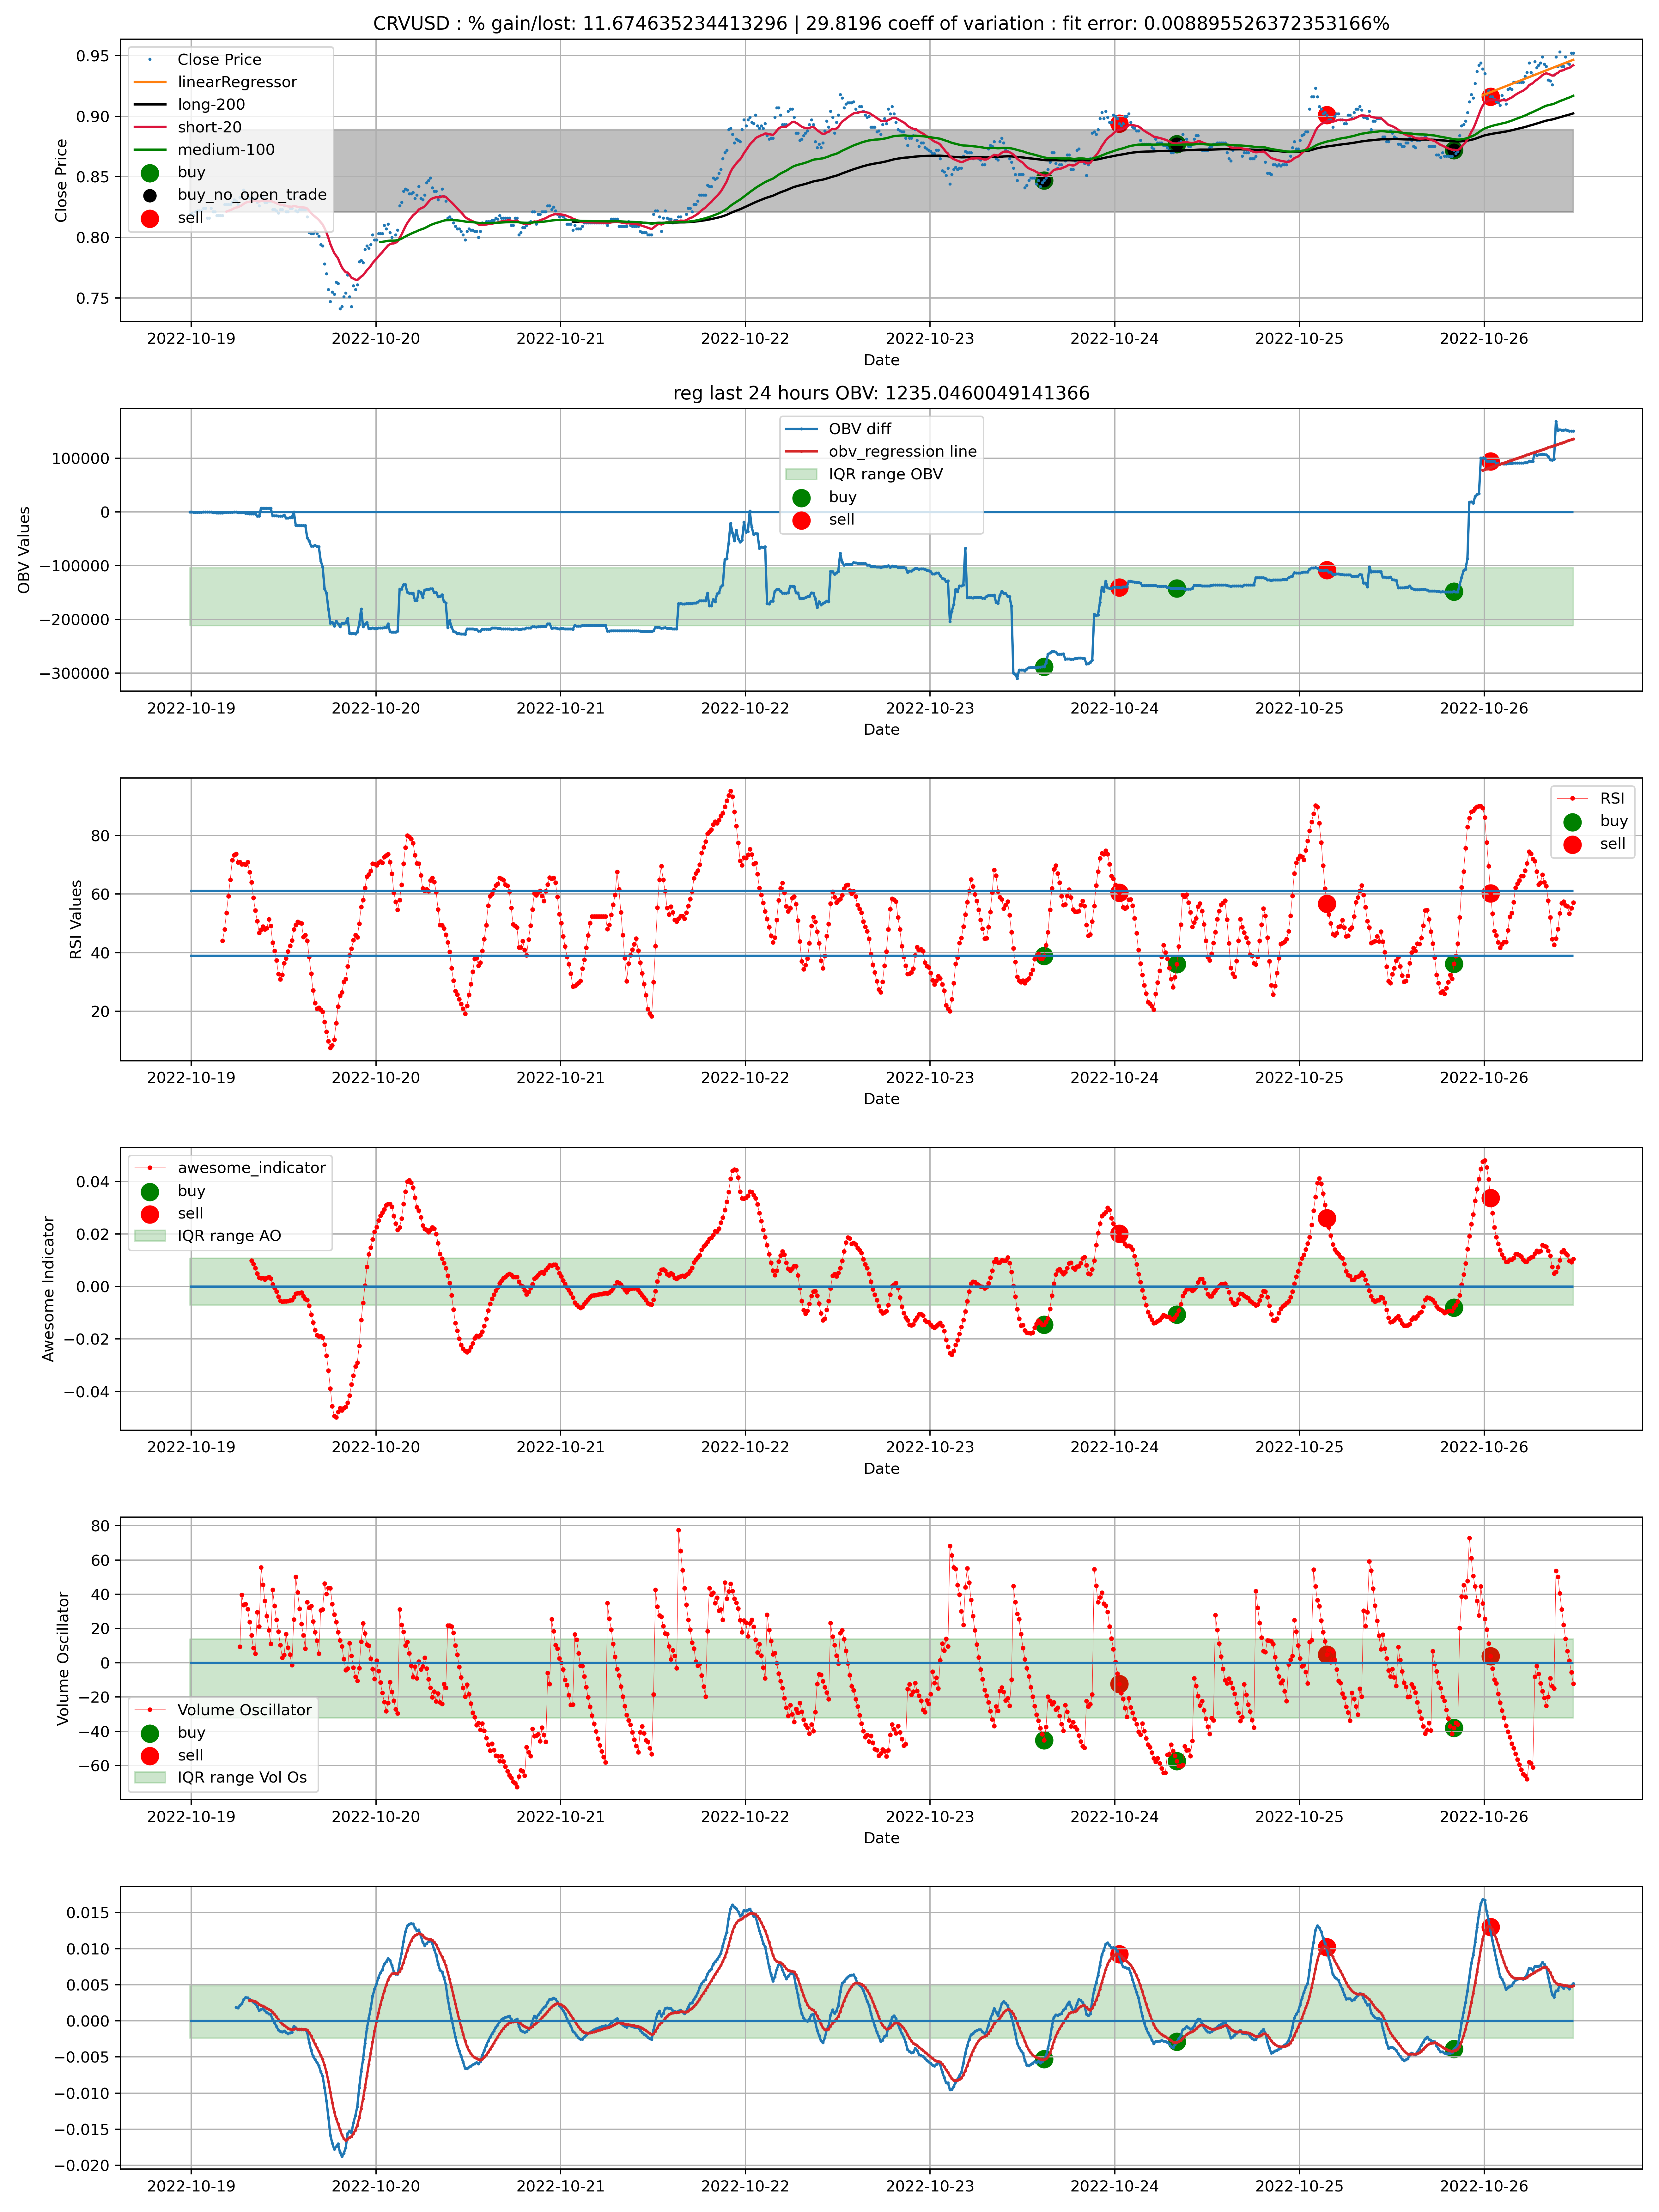 CRVUSD : % gain/lost: 11.674635234413296 | 29.8196 coeff of variation : fit error: 0.008895526372353166%
Close Price
linearRegressor
long-200
short-20
medium-100
buy
buy_no_open_trade
sell
0.95
0.90
0.85
0.80
0.75
Close Price
2022-10-19 2022-10-20 2022-10-21 2022-10-22 2022-10-23 2022-10-24 2022-10-25 2022-10-26
Date
reg last 24 hours OBV: 1235.0460049141366
OBV diff
obv_regression line
IQR range OBV
buy
sell
100000
0
−100000
−200000
−300000
OBV Values
2022-10-19 2022-10-20 2022-10-21 2022-10-22 2022-10-23 2022-10-24 2022-10-25 2022-10-26
Date
RSI
buy
sell
80
60
40
20
RSI Values
2022-10-19 2022-10-20 2022-10-21 2022-10-22 2022-10-23 2022-10-24 2022-10-25 2022-10-26
Date
awesome_indicator
buy
sell
IQR range AO
0.04
0.02
0.00
−0.02
−0.04
Awesome Indicator
2022-10-19 2022-10-20 2022-10-21 2022-10-22 2022-10-23 2022-10-24 2022-10-25 2022-10-26
Date
80
60
40
20
0
−20
−40
−60
Volume Oscillator
Volume Oscillator
buy
sell
IQR range Vol Os
2022-10-19 2022-10-20 2022-10-21 2022-10-22 2022-10-23 2022-10-24 2022-10-25 2022-10-26
Date
0.015
0.010
0.005
0.000
−0.005
−0.010
−0.015
−0.020
2022-10-19 2022-10-20 2022-10-21 2022-10-22 2022-10-23 2022-10-24 2022-10-25 2022-10-26